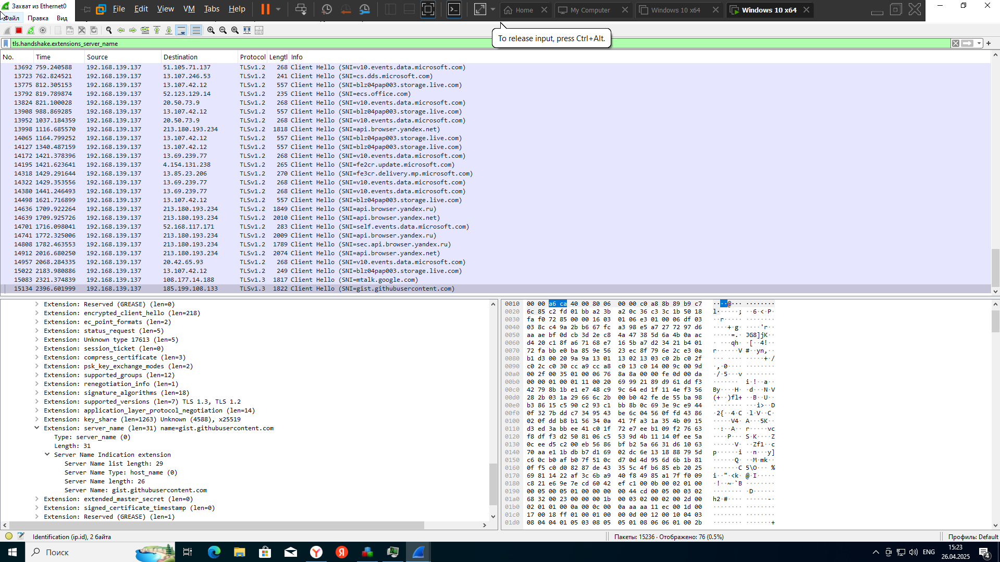 Захват из Ethernet0
File Edit View VM Tabs Help
Home
My Computer
Windows 10 x64
Windows 10 x64
Файл Правка Вид
To release input, press Ctrl+Alt.
tls.handshake.extensions_server_name
No. Time Source Destination Protocol Lengtl Info
13692 759.240588 192.168.139.137 51.105.71.137 TLSv1.2 268 Client Hello (SNI=v10.events.data.microsoft.com)
13723 762.824521 192.168.139.137 13.107.246.53 TLSv1.2 241 Client Hello (SNI=cs.dds.microsoft.com)
13775 812.305153 192.168.139.137 13.107.42.12 TLSv1.2 557 Client Hello (SNI=blz04pap003.storage.live.com)
13792 819.789874 192.168.139.137 52.123.129.14 TLSv1.2 235 Client Hello (SNI=ecs.office.com)
13824 821.100028 192.168.139.137 20.50.73.9 TLSv1.2 268 Client Hello (SNI=v10.events.data.microsoft.com)
13908 988.869285 192.168.139.137 13.107.42.12 TLSv1.2 557 Client Hello (SNI=blz04pap003.storage.live.com)
13952 1037.184359 192.168.139.137 20.50.73.9 TLSv1.2 268 Client Hello (SNI=v10.events.data.microsoft.com)
13998 1116.685570 192.168.139.137 213.180.193.234 TLSv1.2 1818 Client Hello (SNI=api.browser.yandex.net)
14065 1164.799252 192.168.139.137 13.107.42.12 TLSv1.2 557 Client Hello (SNI=blz04pap003.storage.live.com)
14127 1340.487159 192.168.139.137 13.107.42.12 TLSv1.2 557 Client Hello (SNI=blz04pap003.storage.live.com)
14172 1421.378396 192.168.139.137 13.69.239.77 TLSv1.2 268 Client Hello (SNI=v10.events.data.microsoft.com)
14195 1421.623641 192.168.139.137 4.154.131.238 TLSv1.2 265 Client Hello (SNI=fe2cr.update.microsoft.com)
14318 1429.291644 192.168.139.137 13.85.23.206 TLSv1.2 270 Client Hello (SNI=fe3cr.delivery.mp.microsoft.com)
14322 1429.353556 192.168.139.137 13.69.239.77 TLSv1.2 268 Client Hello (SNI=v10.events.data.microsoft.com)
14380 1441.246493 192.168.139.137 13.69.239.77 TLSv1.2 268 Client Hello (SNI=v10.events.data.microsoft.com)
14498 1621.716899 192.168.139.137 13.107.42.12 TLSv1.2 557 Client Hello (SNI=blz04pap003.storage.live.com)
14636 1709.922264 192.168.139.137 213.180.193.234 TLSv1.2 1849 Client Hello (SNI=api.browser.yandex.ru)
14639 1709.925726 192.168.139.137 213.180.193.234 TLSv1.2 2010 Client Hello (SNI=api.browser.yandex.net)
14701 1716.098041 192.168.139.137 52.168.117.171 TLSv1.2 283 Client Hello (SNI=self.events.data.microsoft.com)
14741 1772.325006 192.168.139.137 213.180.193.234 TLSv1.2 2009 Client Hello (SNI=api.browser.yandex.ru)
14808 1782.463553 192.168.139.137 213.180.193.234 TLSv1.2 1789 Client Hello (SNI=sec.api.browser.yandex.ru)
14912 2016.680250 192.168.139.137 213.180.193.234 TLSv1.2 2074 Client Hello (SNI=api.browser.yandex.net)
14957 2068.284335 192.168.139.137 20.42.65.93 TLSv1.2 268 Client Hello (SNI=v10.events.data.microsoft.com)
15022 2183.980886 192.168.139.137 13.107.42.12 TLSv1.2 249 Client Hello (SNI=blz04pap003.storage.live.com)
15083 2321.374839 192.168.139.137 108.177.14.188 TLSv1.3 1817 Client Hello (SNI=mtalk.google.com)
15134 2396.601999 192.168.139.137 185.199.108.133 TLSv1.3 1822 Client Hello (SNI=gist.githubusercontent.com)
Extension: Reserved (GREASE) (len=0)
Extension: encrypted_client_hello (len=218)
Extension: ec_point_formats (len=2)
Extension: status_request (len=5)
Extension: Unknown type 17613 (len=5)
Extension: session_ticket (len=0)
Extension: compress_certificate (len=3)
Extension: psk_key_exchange_modes (len=2)
Extension: supported_groups (len=12)
Extension: renegotiation_info (len=1)
Extension: signature_algorithms (len=18)
Extension: supported_versions (len=7) TLS 1.3, TLS 1.2
Extension: application_layer_protocol_negotiation (len=14)
Extension: key_share (len=1263) Unknown (4588), x25519
Extension: server_name (len=31) name=gist.githubusercontent.com
Type: server_name (0)
Length: 31
Server Name Indication extension
Server Name list length: 29
Server Name Type: host_name (0)
Server Name length: 26
Server Name: gist.githubusercontent.com
Extension: extended_master_secret (len=0)
Extension: signed_certificate_timestamp (len=0)
Extension: Reserved (GREASE) (len=1)
0010 00 00 a6 ca 40 00 80 06 00 00 c0 a8 8b 89 b9 c7
0020 6c 85 c2 fd 01 bb a2 3b a2 0c 36 c3 3c 1b 50 18
0030 fa f0 72 85 00 00 16 03 01 06 e3 01 00 06 df 03
0040 03 8c c4 9a 2b b6 67 fc a3 98 e5 a7 27 72 97 d6
0050 aa ae bf 0d cb 3d 2e c8 4a 47 38 5d 6a 4b 0a ac
0060 d4 20 c1 8f a6 71 68 e7 16 5b a7 d2 34 21 b4 01
0070 72 fa bb e0 ba 85 9e 56 23 ec 8f 79 6e 2c e3 0a
0080 b1 d3 00 20 9a 9a 13 01 13 02 13 03 c0 2b c0 2f
0090 c0 2c c0 30 cc a9 cc a8 c0 13 c0 14 00 9c 00 9d
00a0 00 2f 00 35 01 00 06 76 8a 8a 00 00 fe 0d 00 da
00b0 00 00 01 00 01 11 00 20 69 99 21 89 d9 61 dd f3
00c0 42 79 8b 1b e1 e7 48 c9 9c 64 ed 1f 11 4e f3 56
00d0 28 2b 03 1a 29 66 6c 2b 00 b0 42 fe de 55 ba 98
00e0 b3 86 15 c5 90 c2 93 c1 bb 8b 0c 69 3e 9c e9 44
00f0 0f 32 7b dd c7 34 95 43 be 6c 04 56 0f fd 43 86
0100 02 0f dd b8 b1 56 34 0a 41 7f a3 1a 35 4b 09 15
0110 d3 ed 3a bb ee 41 c0 1f 72 e7 ee b1 09 f2 76 63
0120 f8 df f3 d2 50 81 06 c5 53 9d 4b 11 14 0f ee 5a
0130 0c ee d5 c2 00 eb 56 86 bf b2 5a 66 31 d6 10 63
0140 70 aa e1 1b db b7 d1 69 02 dc 6e 13 18 88 79 5d
0150 c6 0c b0 af b0 7f 51 0c d7 0d 4d 95 6d 6b 1b 81
0160 0f f5 c0 d0 82 87 de 43 35 5c 4f b6 85 eb 20 25
0170 69 81 14 22 af 3c 6b a9 40 f8 49 85 a1 7f f0 09
0180 c8 21 e6 9e 7e cd 60 42 ef c1 00 0b 00 02 01 00
0190 00 05 00 05 01 00 00 00 00 44 cd 00 05 00 03 02
01a0 68 32 00 23 00 00 00 1b 00 03 02 00 02 00 2d 00
01b0 02 01 01 00 0a 00 0c 00 0a aa aa 11 ec 00 1d 00
01c0 17 00 18 ff 01 00 01 00 00 0d 00 12 00 10 04 03
01d0 08 04 04 01 05 03 08 05 05 01 08 06 06 01 00 2b
Identification (ip.id), 2 байта
Пакеты: 15236 · Отображено: 76 (0.5%)
Профиль: Default
Поиск
ENG
15:23
26.04.2025
4